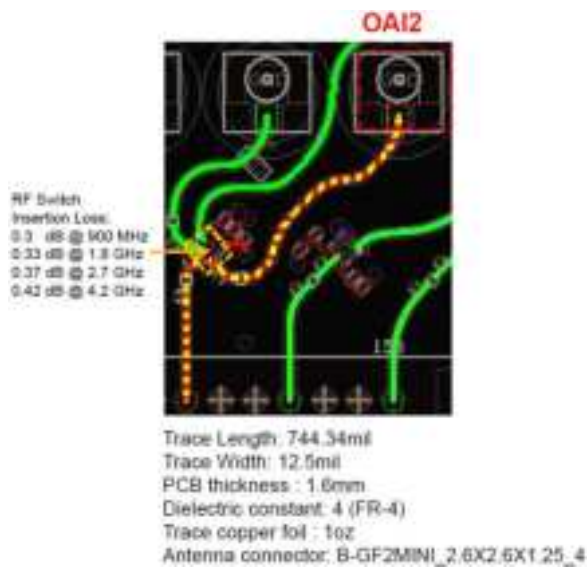 OAI2
RF Switch
Insertion Loss:
0.3 dB @ 900 MHz
0.33 dB @ 1.8 GHz
0.37 dB @ 2.7 GHz
0.42 dB @ 4.2 GHz
Trace Length: 744.34mil
Trace Width: 12.5mil
PCB thickness : 1.6mm
Dielectric constant: 4 (FR-4)
Trace copper foil : 1oz
Antenna connector: B-GF2MINI_2.6X2.6X1.25_4